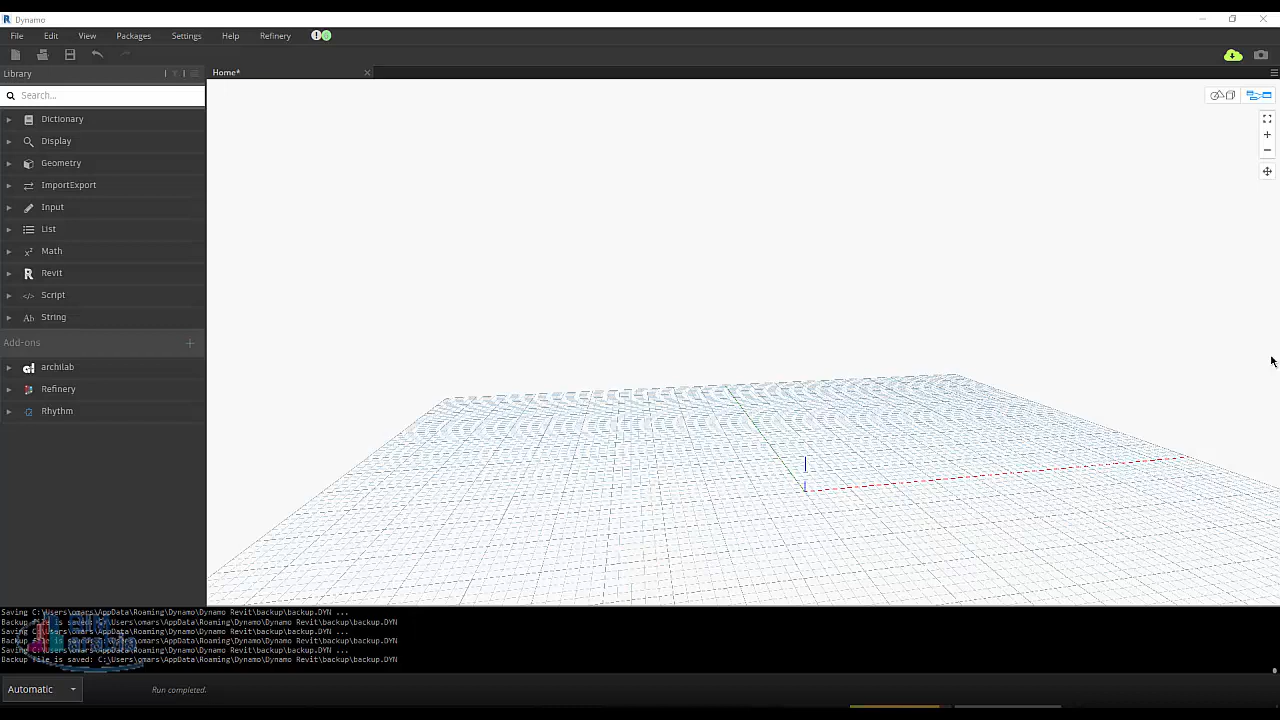 Dynamo
File Edit View Packages Settings Help Refinery
Library
Home*
Search...
Dictionary
Display
Geometry
ImportExport
Input
List
Math
Revit
Script
String
Add-ons
archilab
Refinery
Rhythm
Saving C:\Users\omars\AppData\Roaming\Dynamo\Dynamo Revit\backup\backup.DYN ...
Backup file is saved: C:\Users\omars\AppData\Roaming\Dynamo\Dynamo Revit\backup\backup.DYN
Saving C:\Users\omars\AppData\Roaming\Dynamo\Dynamo Revit\backup\backup.DYN ...
Backup file is saved: C:\Users\omars\AppData\Roaming\Dynamo\Dynamo Revit\backup\backup.DYN
Saving C:\Users\omars\AppData\Roaming\Dynamo\Dynamo Revit\backup\backup.DYN ...
Backup file is saved: C:\Users\omars\AppData\Roaming\Dynamo\Dynamo Revit\backup\backup.DYN
Automatic
Run completed.